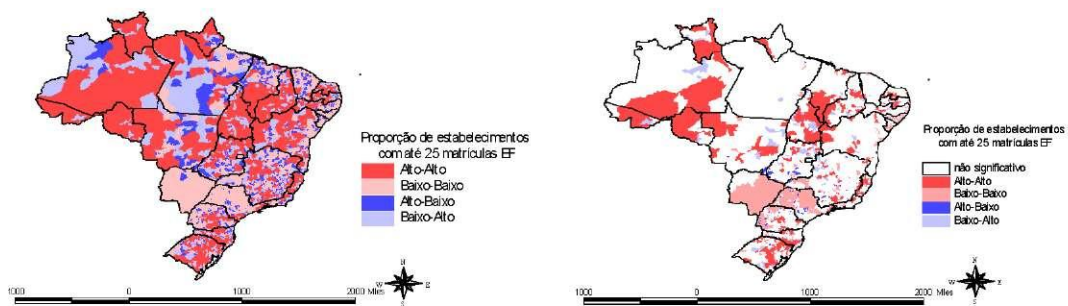 Proporção de estabelecimentos
com até 25 matrículas EF
Alto-Alto
Baixo-Baixo
Alto-Baixo
Baixo-Alto
N
W E
S
1000 0 1000 2000 Miles
Proporção de estabelecimentos
com até 25 matrículas EF
não significativo
Alto-Alto
Baixo-Baixo
Alto-Baixo
Baixo-Alto
N
W E
S
1000 0 1000 2000 Miles